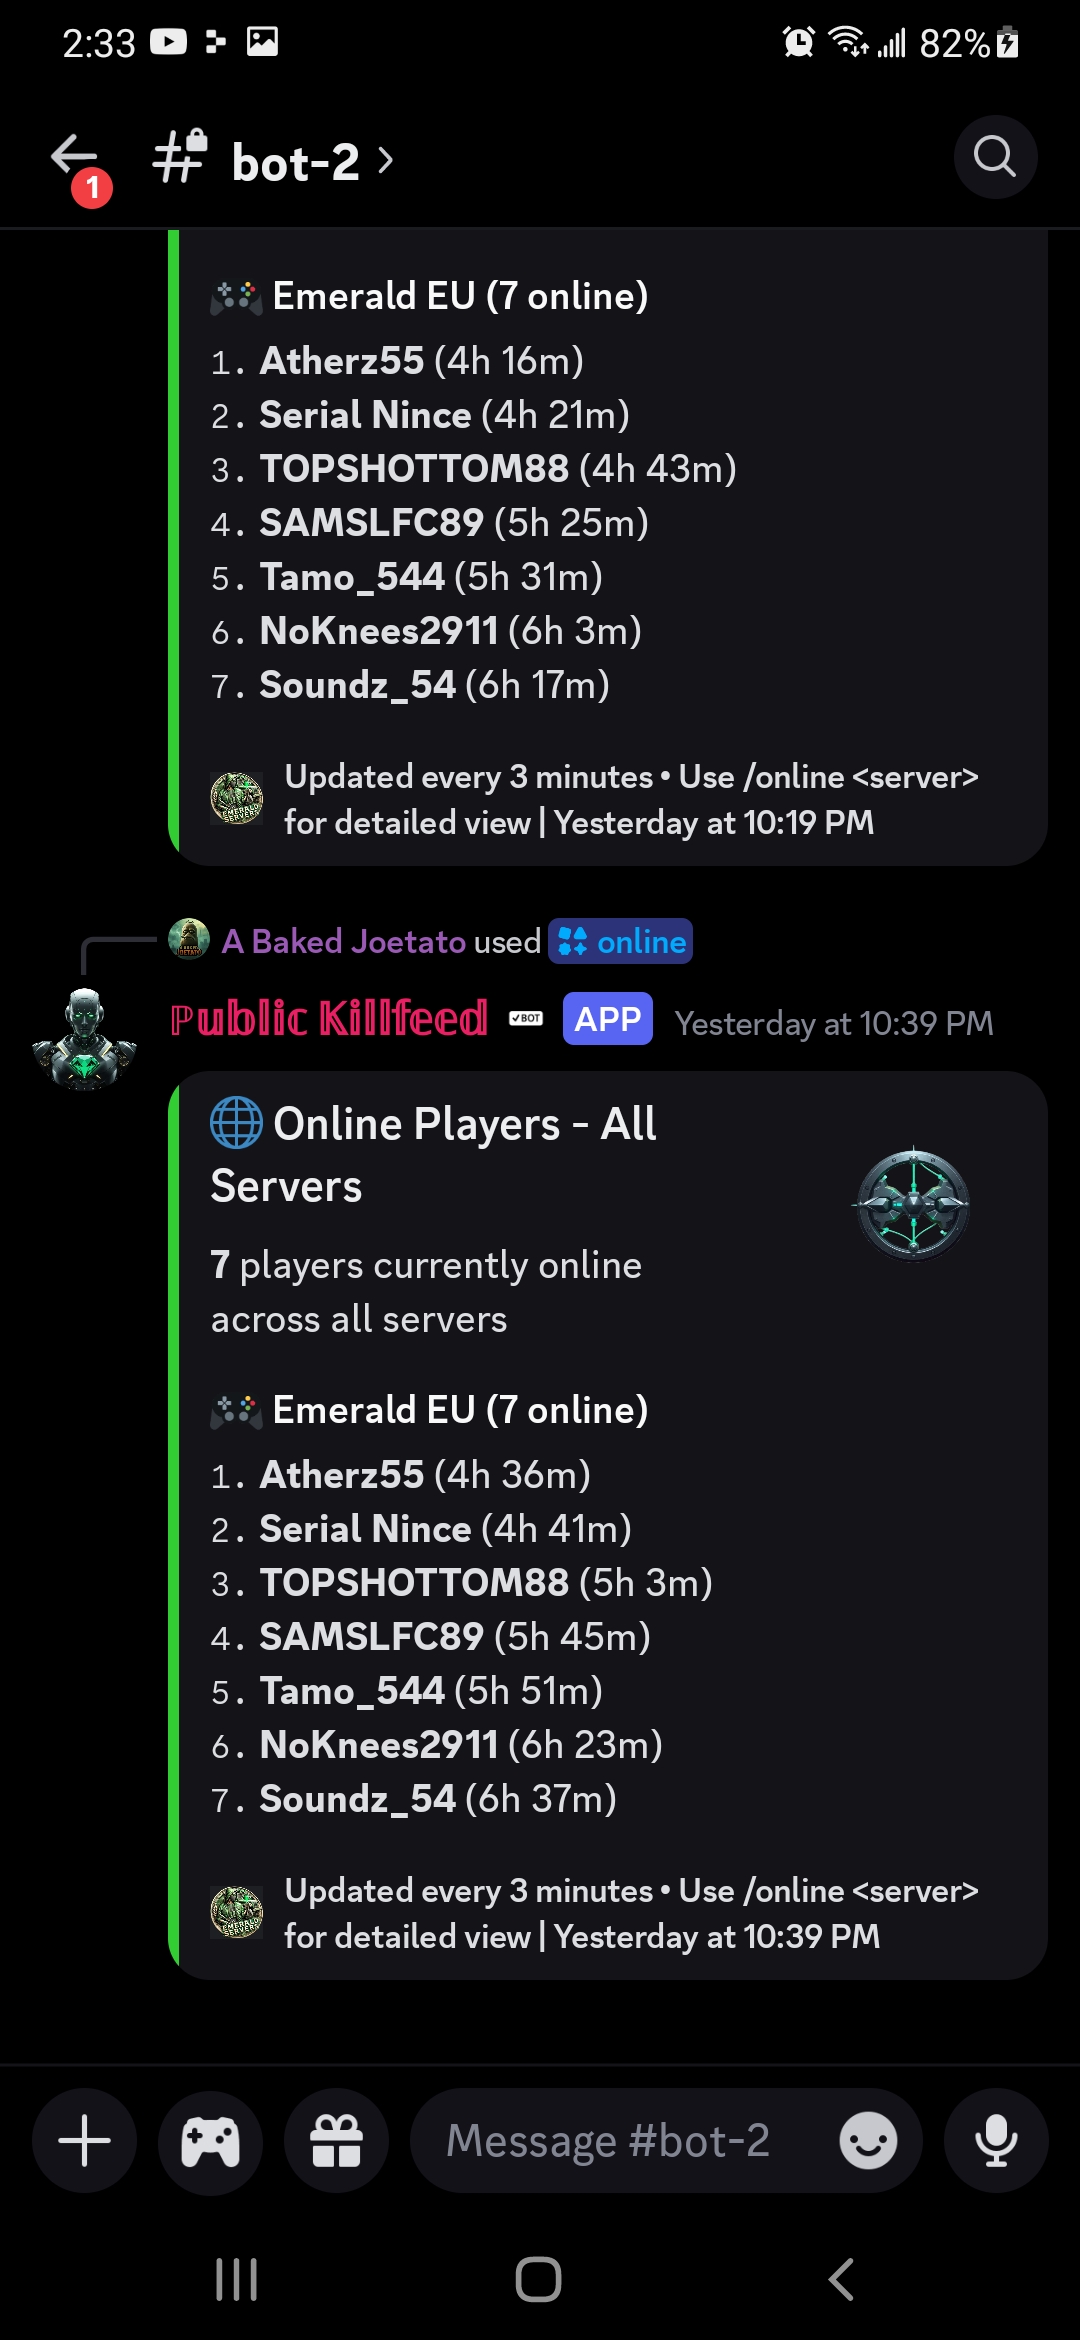 2:33 82%
1 bot-2
Emerald EU (7 online)
1. Atherz55 (4h 16m)
2. Serial Nince (4h 21m)
3. TOPSHOTTOM88 (4h 43m)
4. SAMSLFC89 (5h 25m)
5. Tamo_544 (5h 31m)
6. NoKnees2911 (6h 3m)
7. Soundz_54 (6h 17m)
Updated every 3 minutes • Use /online <server>
for detailed view | Yesterday at 10:19 PM
A Baked Joetato used online
ℙ𝕦𝕓𝕝𝕚𝕔 𝕂𝕚𝕝𝕝𝕗𝕖𝕖𝕕 ✓BOT APP Yesterday at 10:39 PM
Online Players - All
Servers
7 players currently online
across all servers
Emerald EU (7 online)
1. Atherz55 (4h 36m)
2. Serial Nince (4h 41m)
3. TOPSHOTTOM88 (5h 3m)
4. SAMSLFC89 (5h 45m)
5. Tamo_544 (5h 51m)
6. NoKnees2911 (6h 23m)
7. Soundz_54 (6h 37m)
Updated every 3 minutes • Use /online <server>
for detailed view | Yesterday at 10:39 PM
Message #bot-2